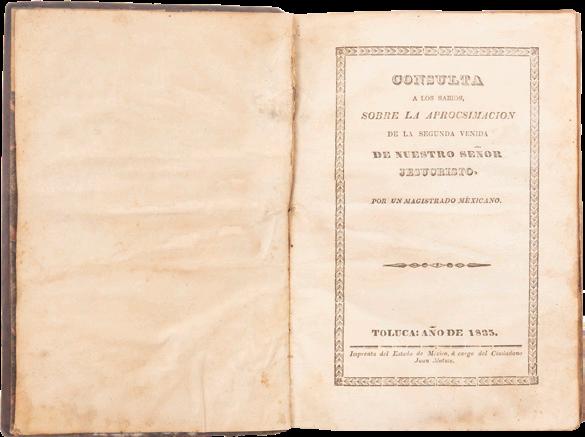 CONSULTA
A LOS SABIOS,
SOBRE LA APROCSIMACION
DE LA SEGUNDA VENIDA
DE NUESTRO SEÑOR
JESUCRISTO,
POR UN MAGISTRADO MEXICANO.
TOLUCA: AÑO DE 1835.
Imprenta del Estado de México, á cargo del Ciudadano
Juan Matute.